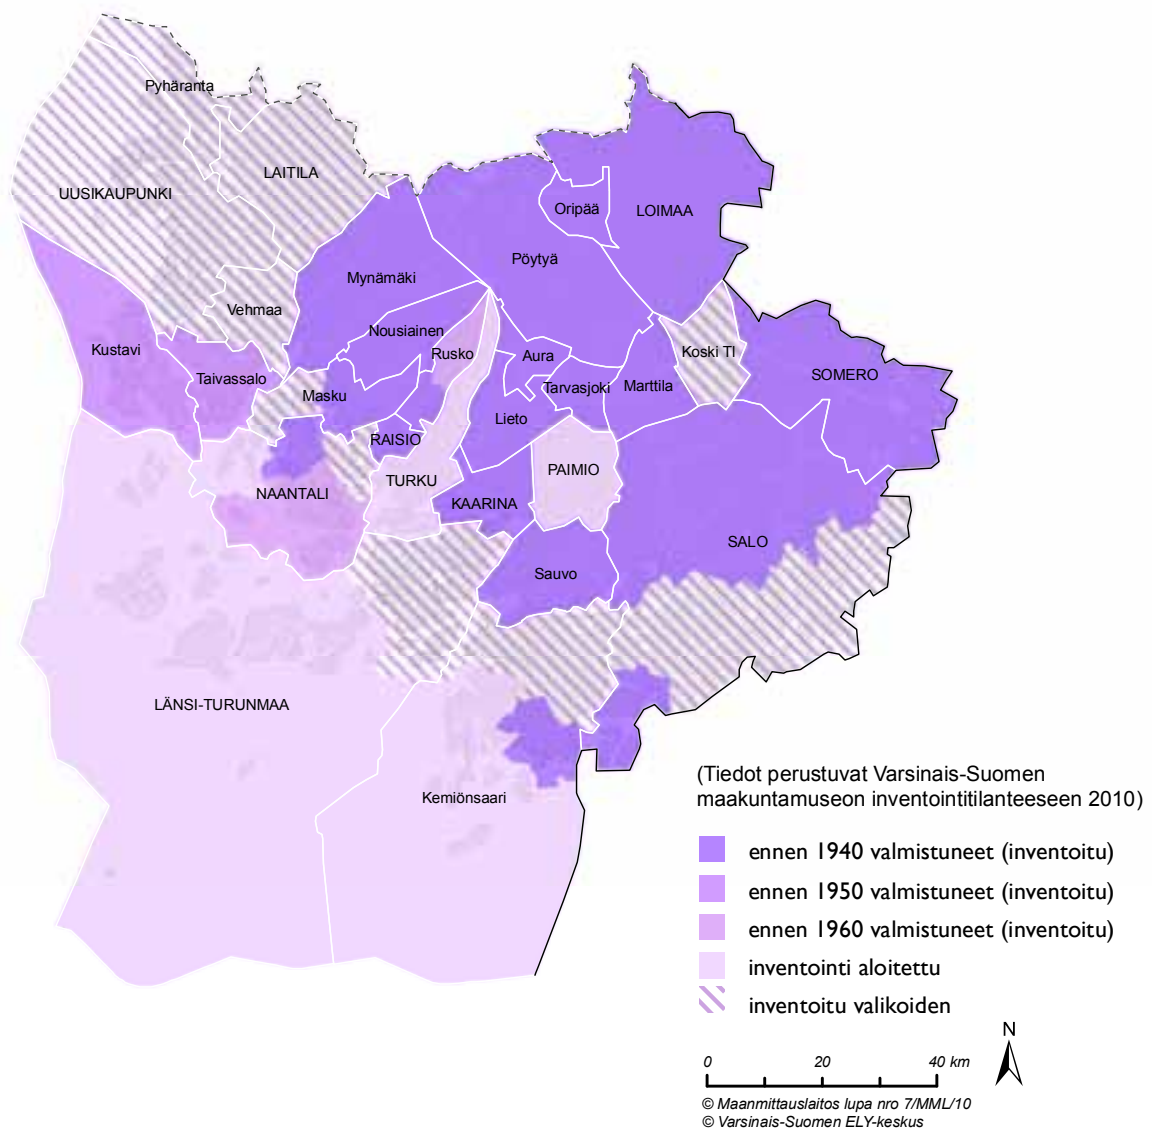 Pyhäranta
LAITILA
UUSIKAUPUNKI
Oripää
LOIMAA
Pöytyä
Mynämäki
Vehmaa
Nousiainen
Kustavi
Rusko
Aura
Koski Tl
Taivassalo
Tarvasjoki
Marttila
SOMERO
Masku
Lieto
RAISIO
PAIMIO
TURKU
NAANTALI
KAARINA
SALO
Sauvo
LÄNSI-TURUNMAA
Kemiönsaari
(Tiedot perustuvat Varsinais-Suomen
maakuntamuseon inventointitilanteeseen 2010)
ennen 1940 valmistuneet (inventoitu)
ennen 1950 valmistuneet (inventoitu)
ennen 1960 valmistuneet (inventoitu)
inventointi aloitettu
inventoitu valikoiden
N
0 20 40 km
© Maanmittauslaitos lupa nro 7/MML/10
© Varsinais-Suomen ELY-keskus